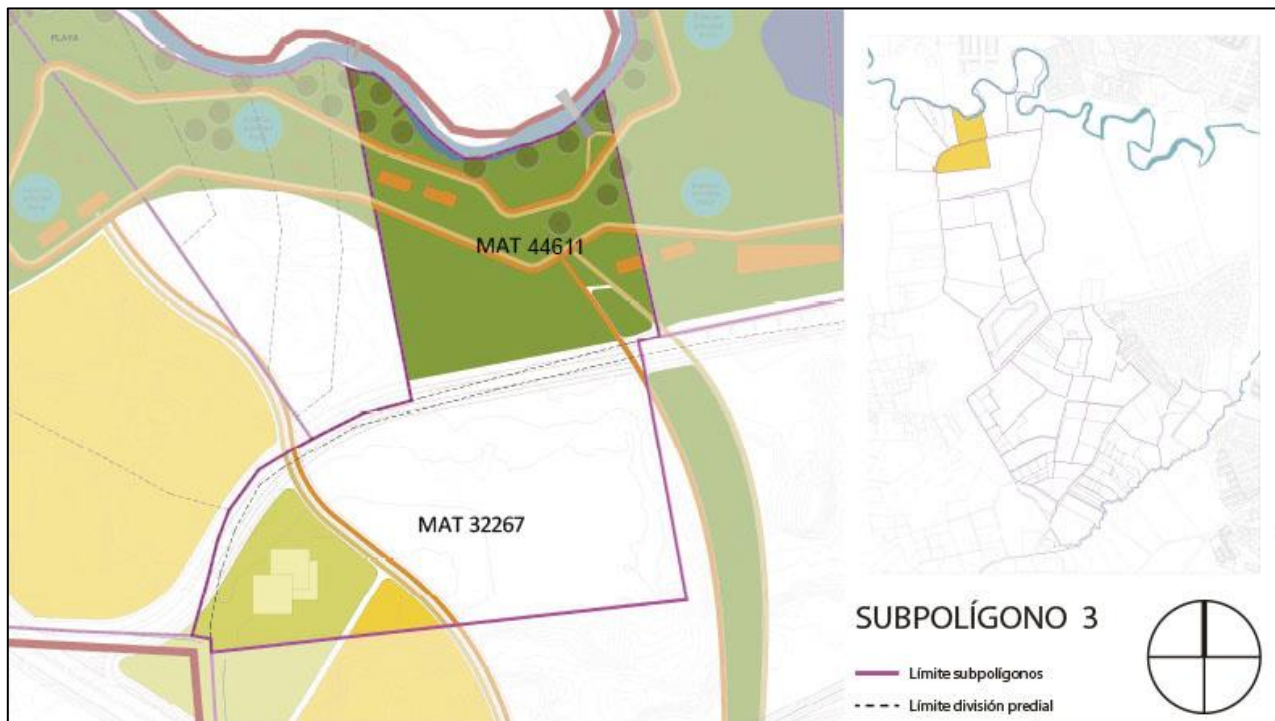 PLAYA
MAT 44611
MAT 32267
SUBPOLÍGONO 3
Límite subpolígonos
Límite división predial